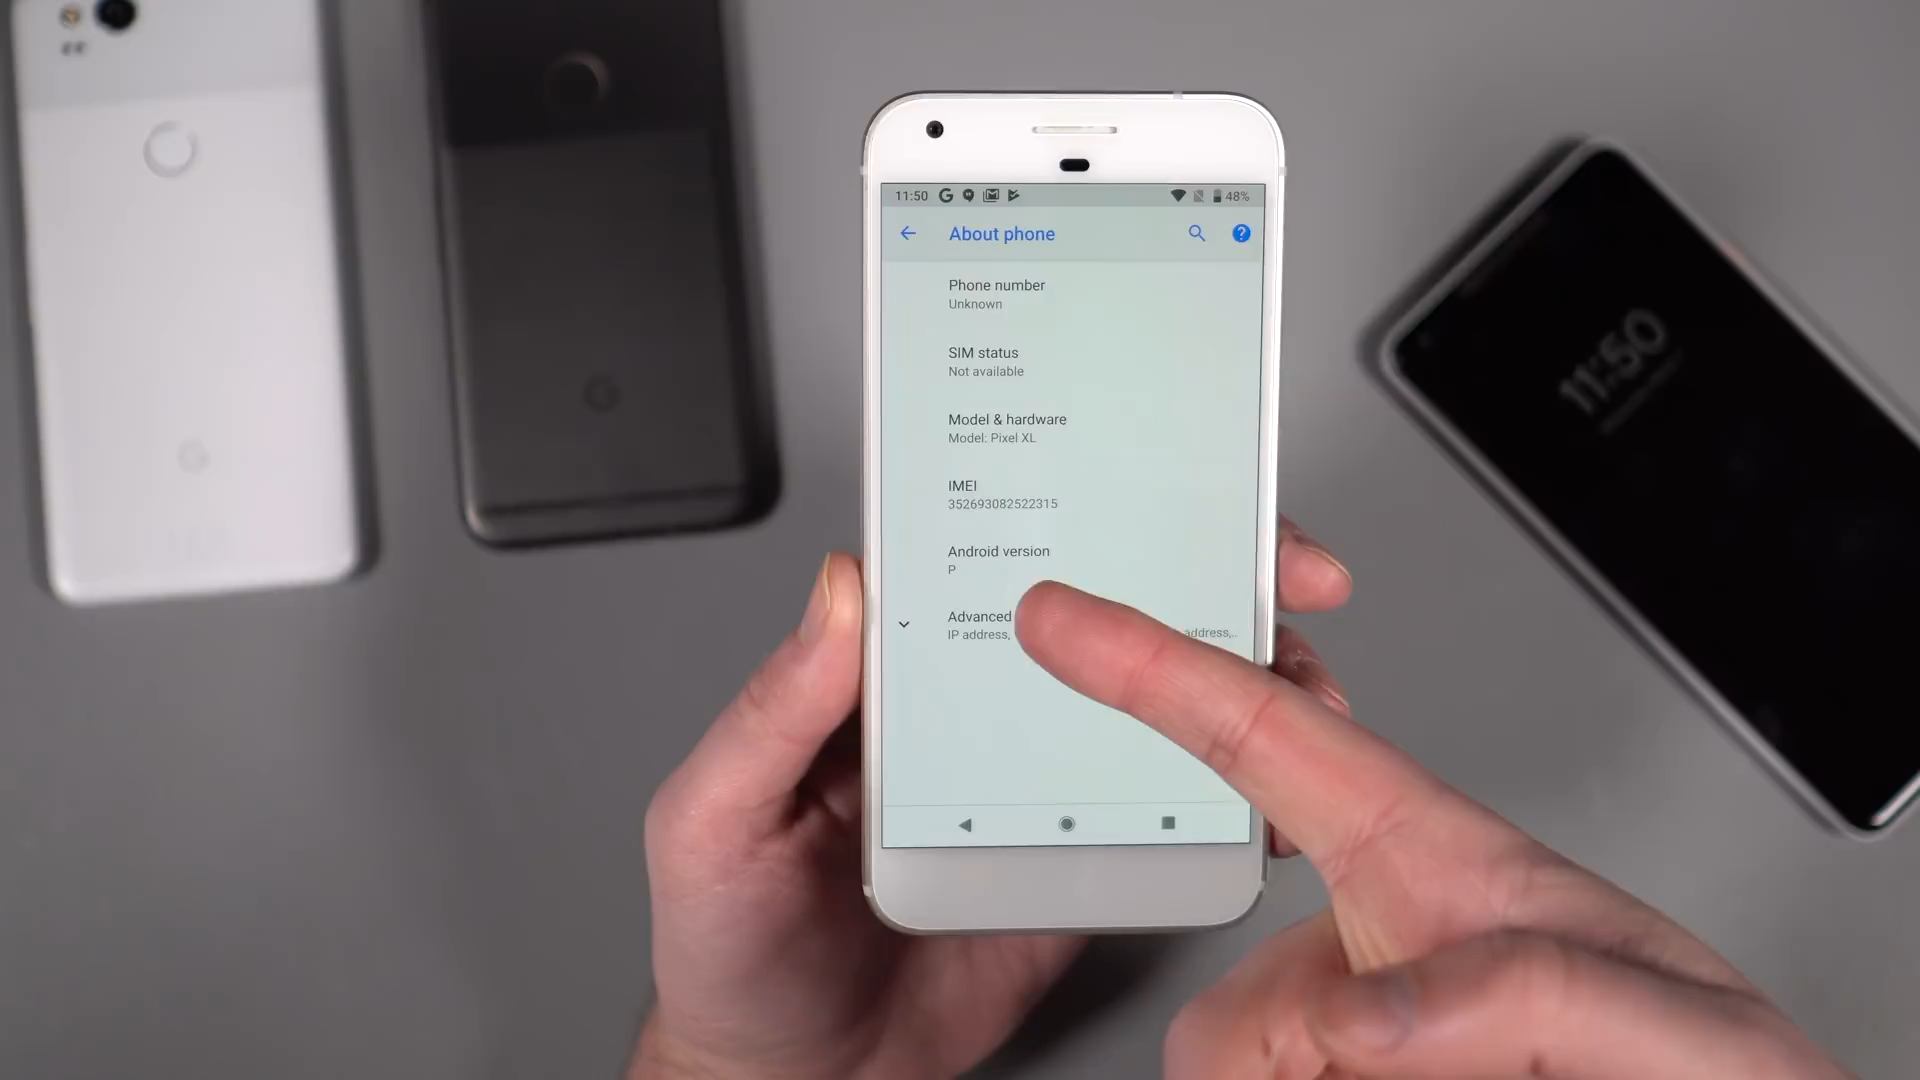 11:50 48%
About phone
Phone number
Unknown
SIM status
Not available
Model & hardware
Model: Pixel XL
IMEI
352693082522315
Android version
P
Advanced
IP address, address,..
11:50